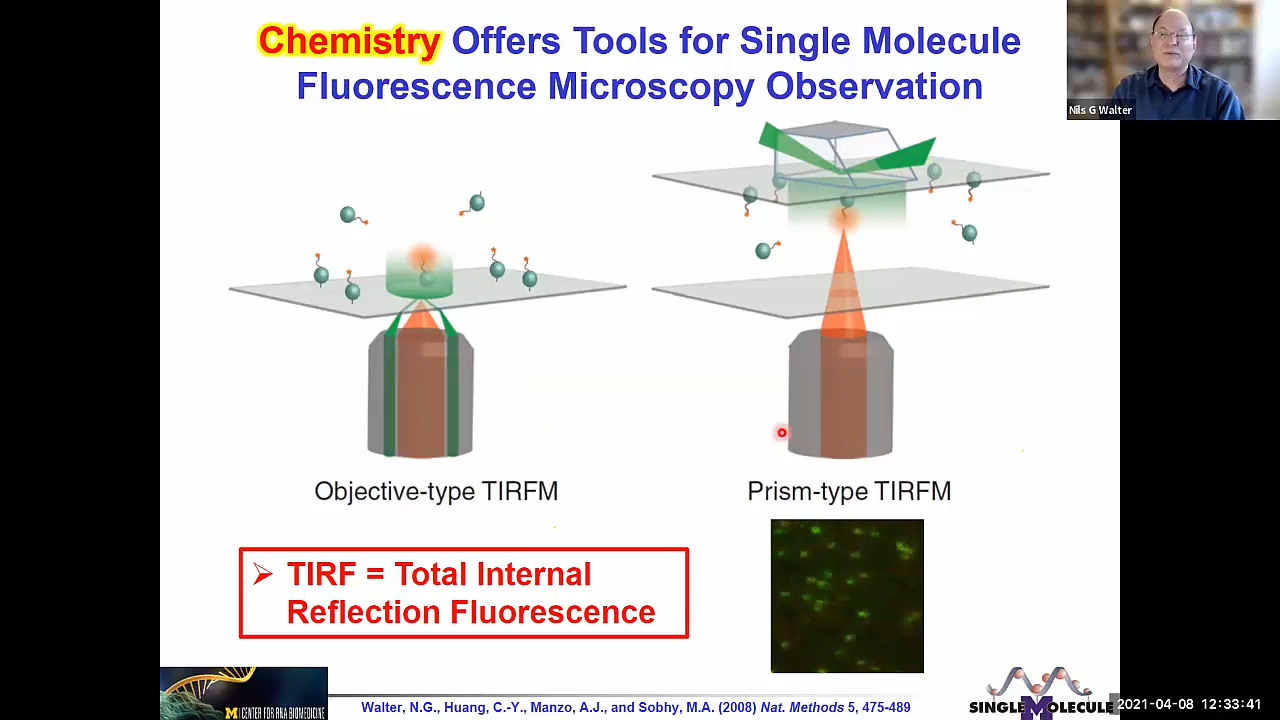 Chemistry Offers Tools for Single Molecule
Fluorescence Microscopy Observation
Nils G Walter
Objective-type TIRFM
Prism-type TIRFM
➢ TIRF = Total Internal
Reflection Fluorescence
M CENTER FOR RNA BIOMEDICINE
Walter, N.G., Huang, C.-Y., Manzo, A.J., and Sobhy, M.A. (2008) Nat. Methods 5, 475-489
SINGLE MOLECULE
2021-04-08 12:33:41